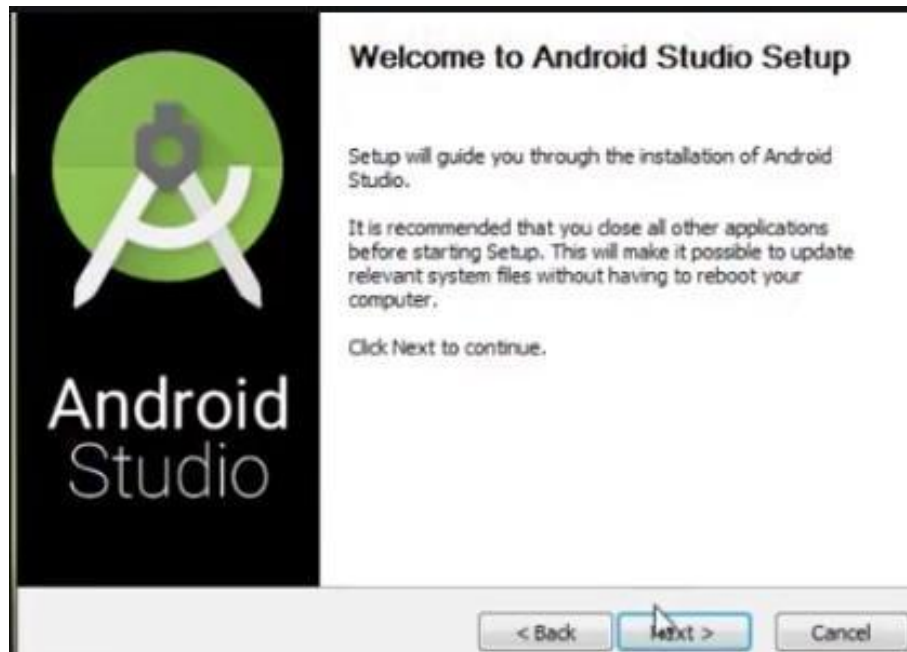 Welcome to Android Studio Setup
Setup will guide you through the installation of Android
Studio.
It is recommended that you close all other applications
before starting Setup. This will make it possible to update
relevant system files without having to reboot your
computer.
Click Next to continue.
Android
Studio
< Back
Next >
Cancel